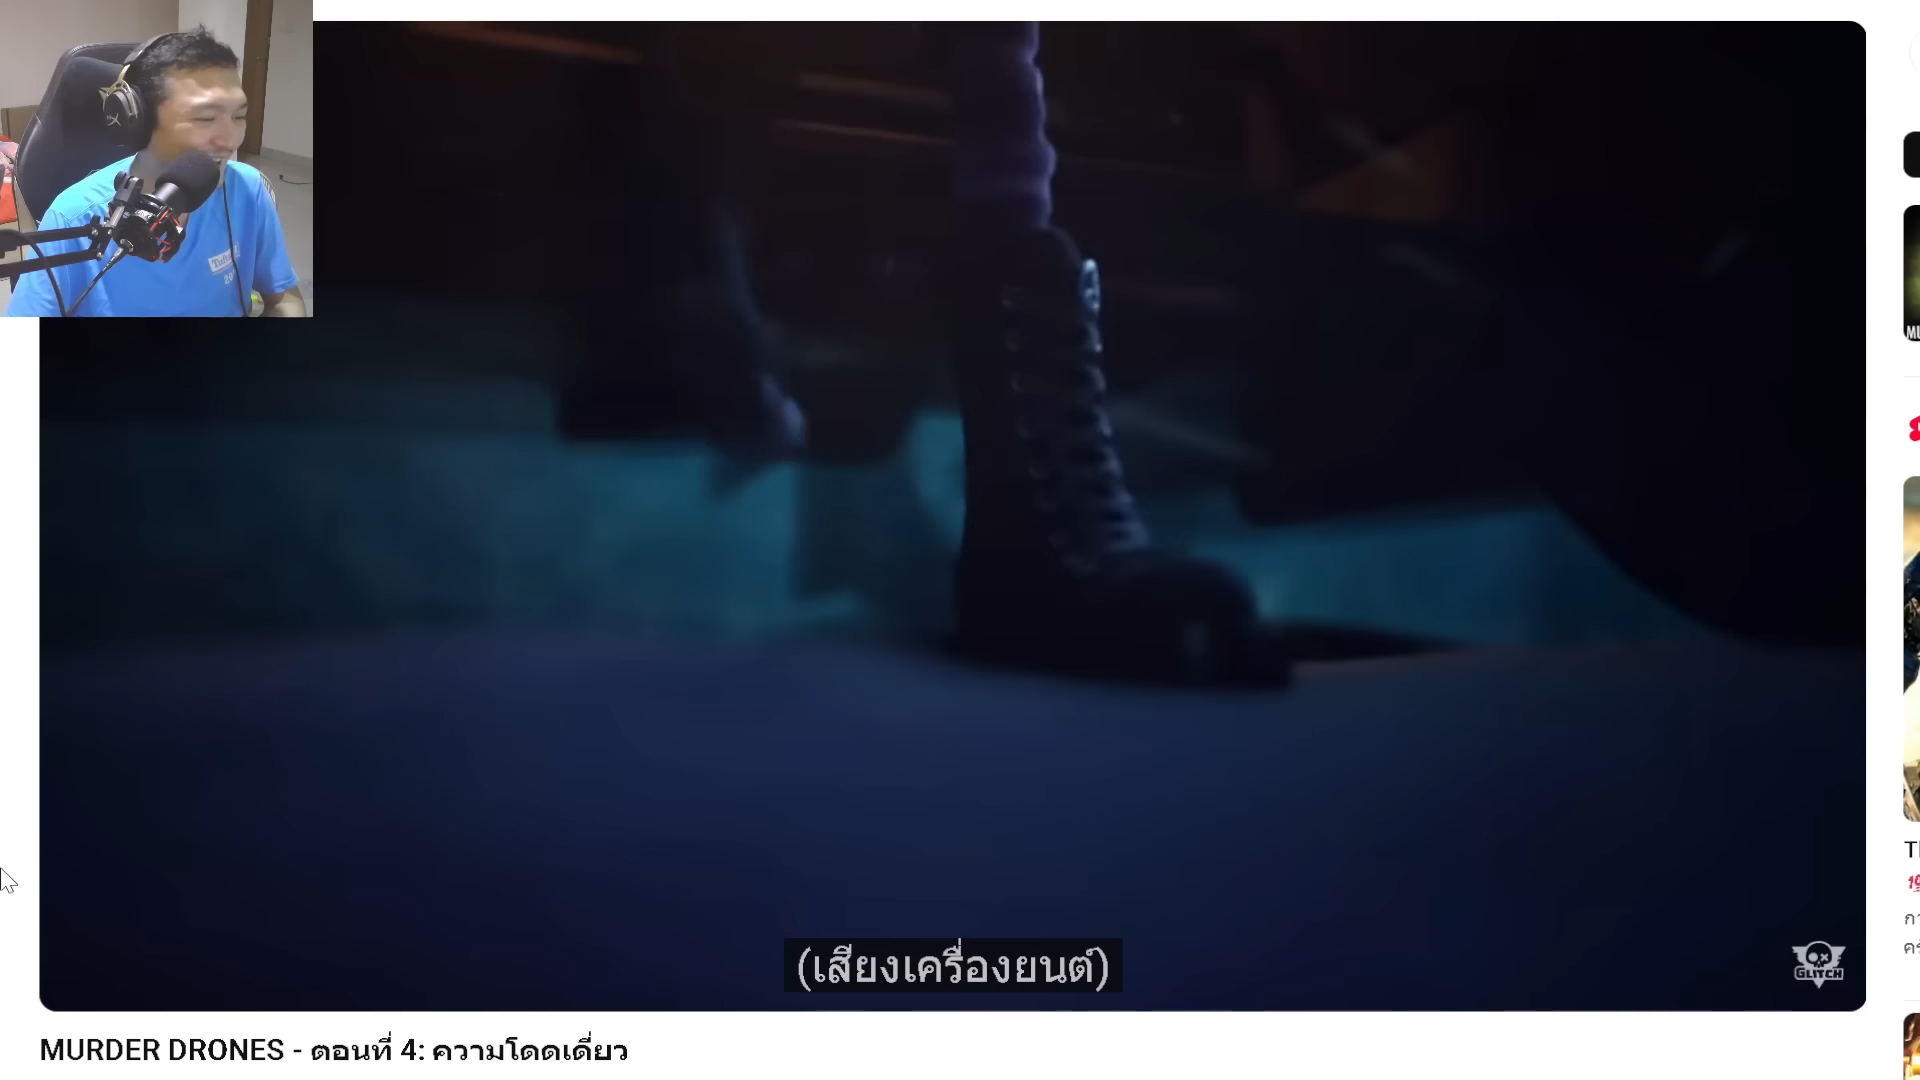 (เสียงเครื่องยนต์)
GLITCH
MURDER DRONES - ตอนที่ 4: ความโดดเดี่ยว